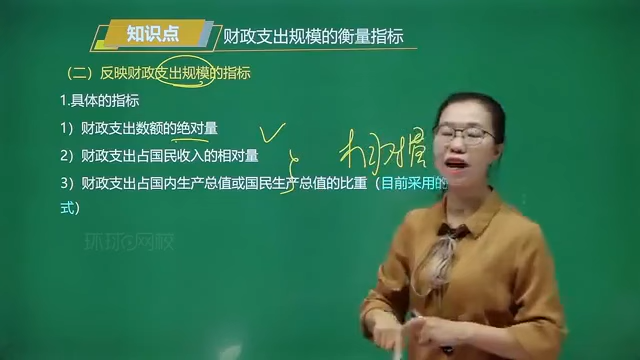 知识点
财政支出规模的衡量指标
（二）反映财政支出规模的指标
1.具体的指标
1）财政支出数额的绝对量
2）财政支出占国民收入的相对量
相对量
3）财政支出占国内生产总值或国民生产总值的比重（目前采用的
式）
环球网校